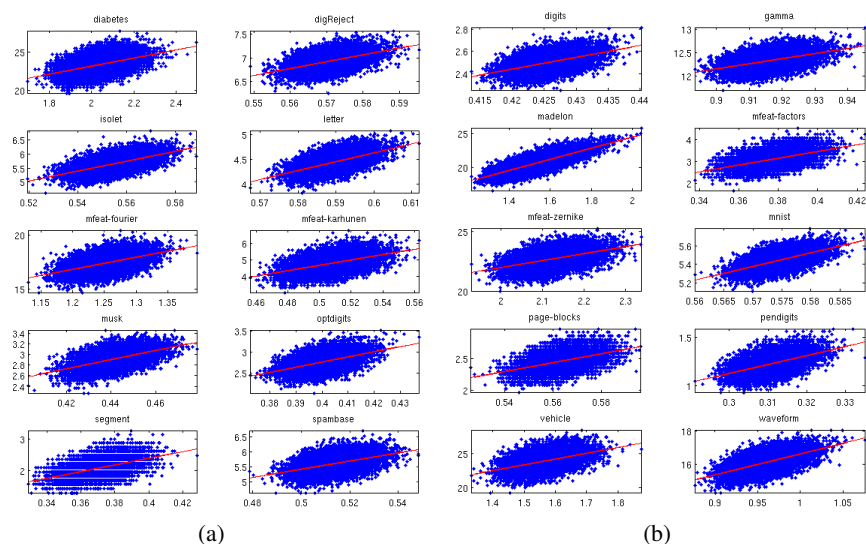 diabetes digReject digits gamma
25
20
1.8 2 2.2 2.4
7.5
7
6.5
0.55 0.56 0.57 0.58 0.59
2.8
2.6
2.4
0.415 0.42 0.425 0.43 0.435 0.44
13
12.5
12
0.9 0.91 0.92 0.93 0.94
isolet letter madelon mfeat-factors
6.5
6
5.5
5
0.52 0.54 0.56 0.58
5
4.5
4
0.57 0.58 0.59 0.6 0.61
25
20
1.4 1.6 1.8 2
4
3
2
0.34 0.36 0.38 0.4 0.42
mfeat-fourier mfeat-karhunen mfeat-zernike mnist
20
15
1.15 1.2 1.25 1.3 1.35
6
5
4
0.46 0.48 0.5 0.52 0.54 0.56
25
20
2 2.1 2.2 2.3
5.6
5.4
5.2
0.56 0.565 0.57 0.575 0.58 0.585
musk optdigits page-blocks pendigits
3.4
3.2
3
2.8
2.6
2.4
0.42 0.44 0.46
3.5
3
2.5
0.38 0.39 0.4 0.41 0.42 0.43
2.5
2
0.54 0.56 0.58
1.5
1
0.3 0.31 0.32 0.33
segment spambase vehicle waveform
3
2
0.34 0.36 0.38 0.4 0.42
6.5
6
5.5
5
0.48 0.5 0.52 0.54
25
20
1.4 1.5 1.6 1.7 1.8
18
16
0.9 0.95 1 1.05
(a) (b)